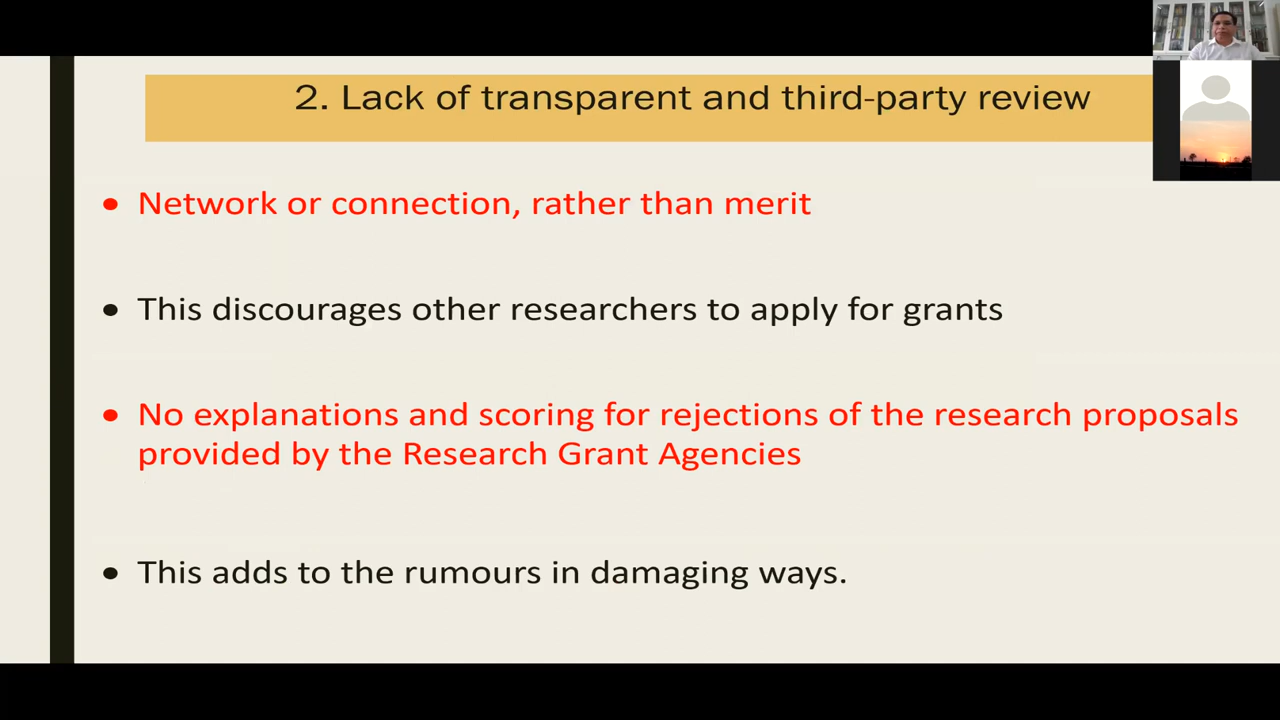 2. Lack of transparent and third-party review
• Network or connection, rather than merit
• This discourages other researchers to apply for grants
• No explanations and scoring for rejections of the research proposals
provided by the Research Grant Agencies
• This adds to the rumours in damaging ways.